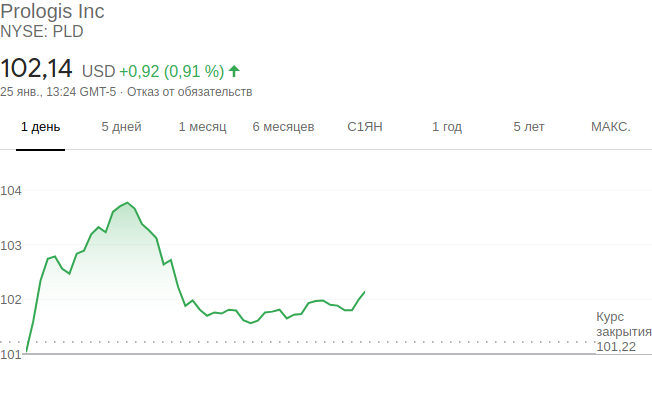 Prologis Inc
NYSE: PLD
102,14 USD +0,92 (0,91 %)
25 янв., 13:24 GMT-5 · Отказ от обязательств
1 день 5 дней 1 месяц 6 месяцев С1ЯН 1 год 5 лет МАКС.
104
103
102
Курс
закрытия
101,22
101